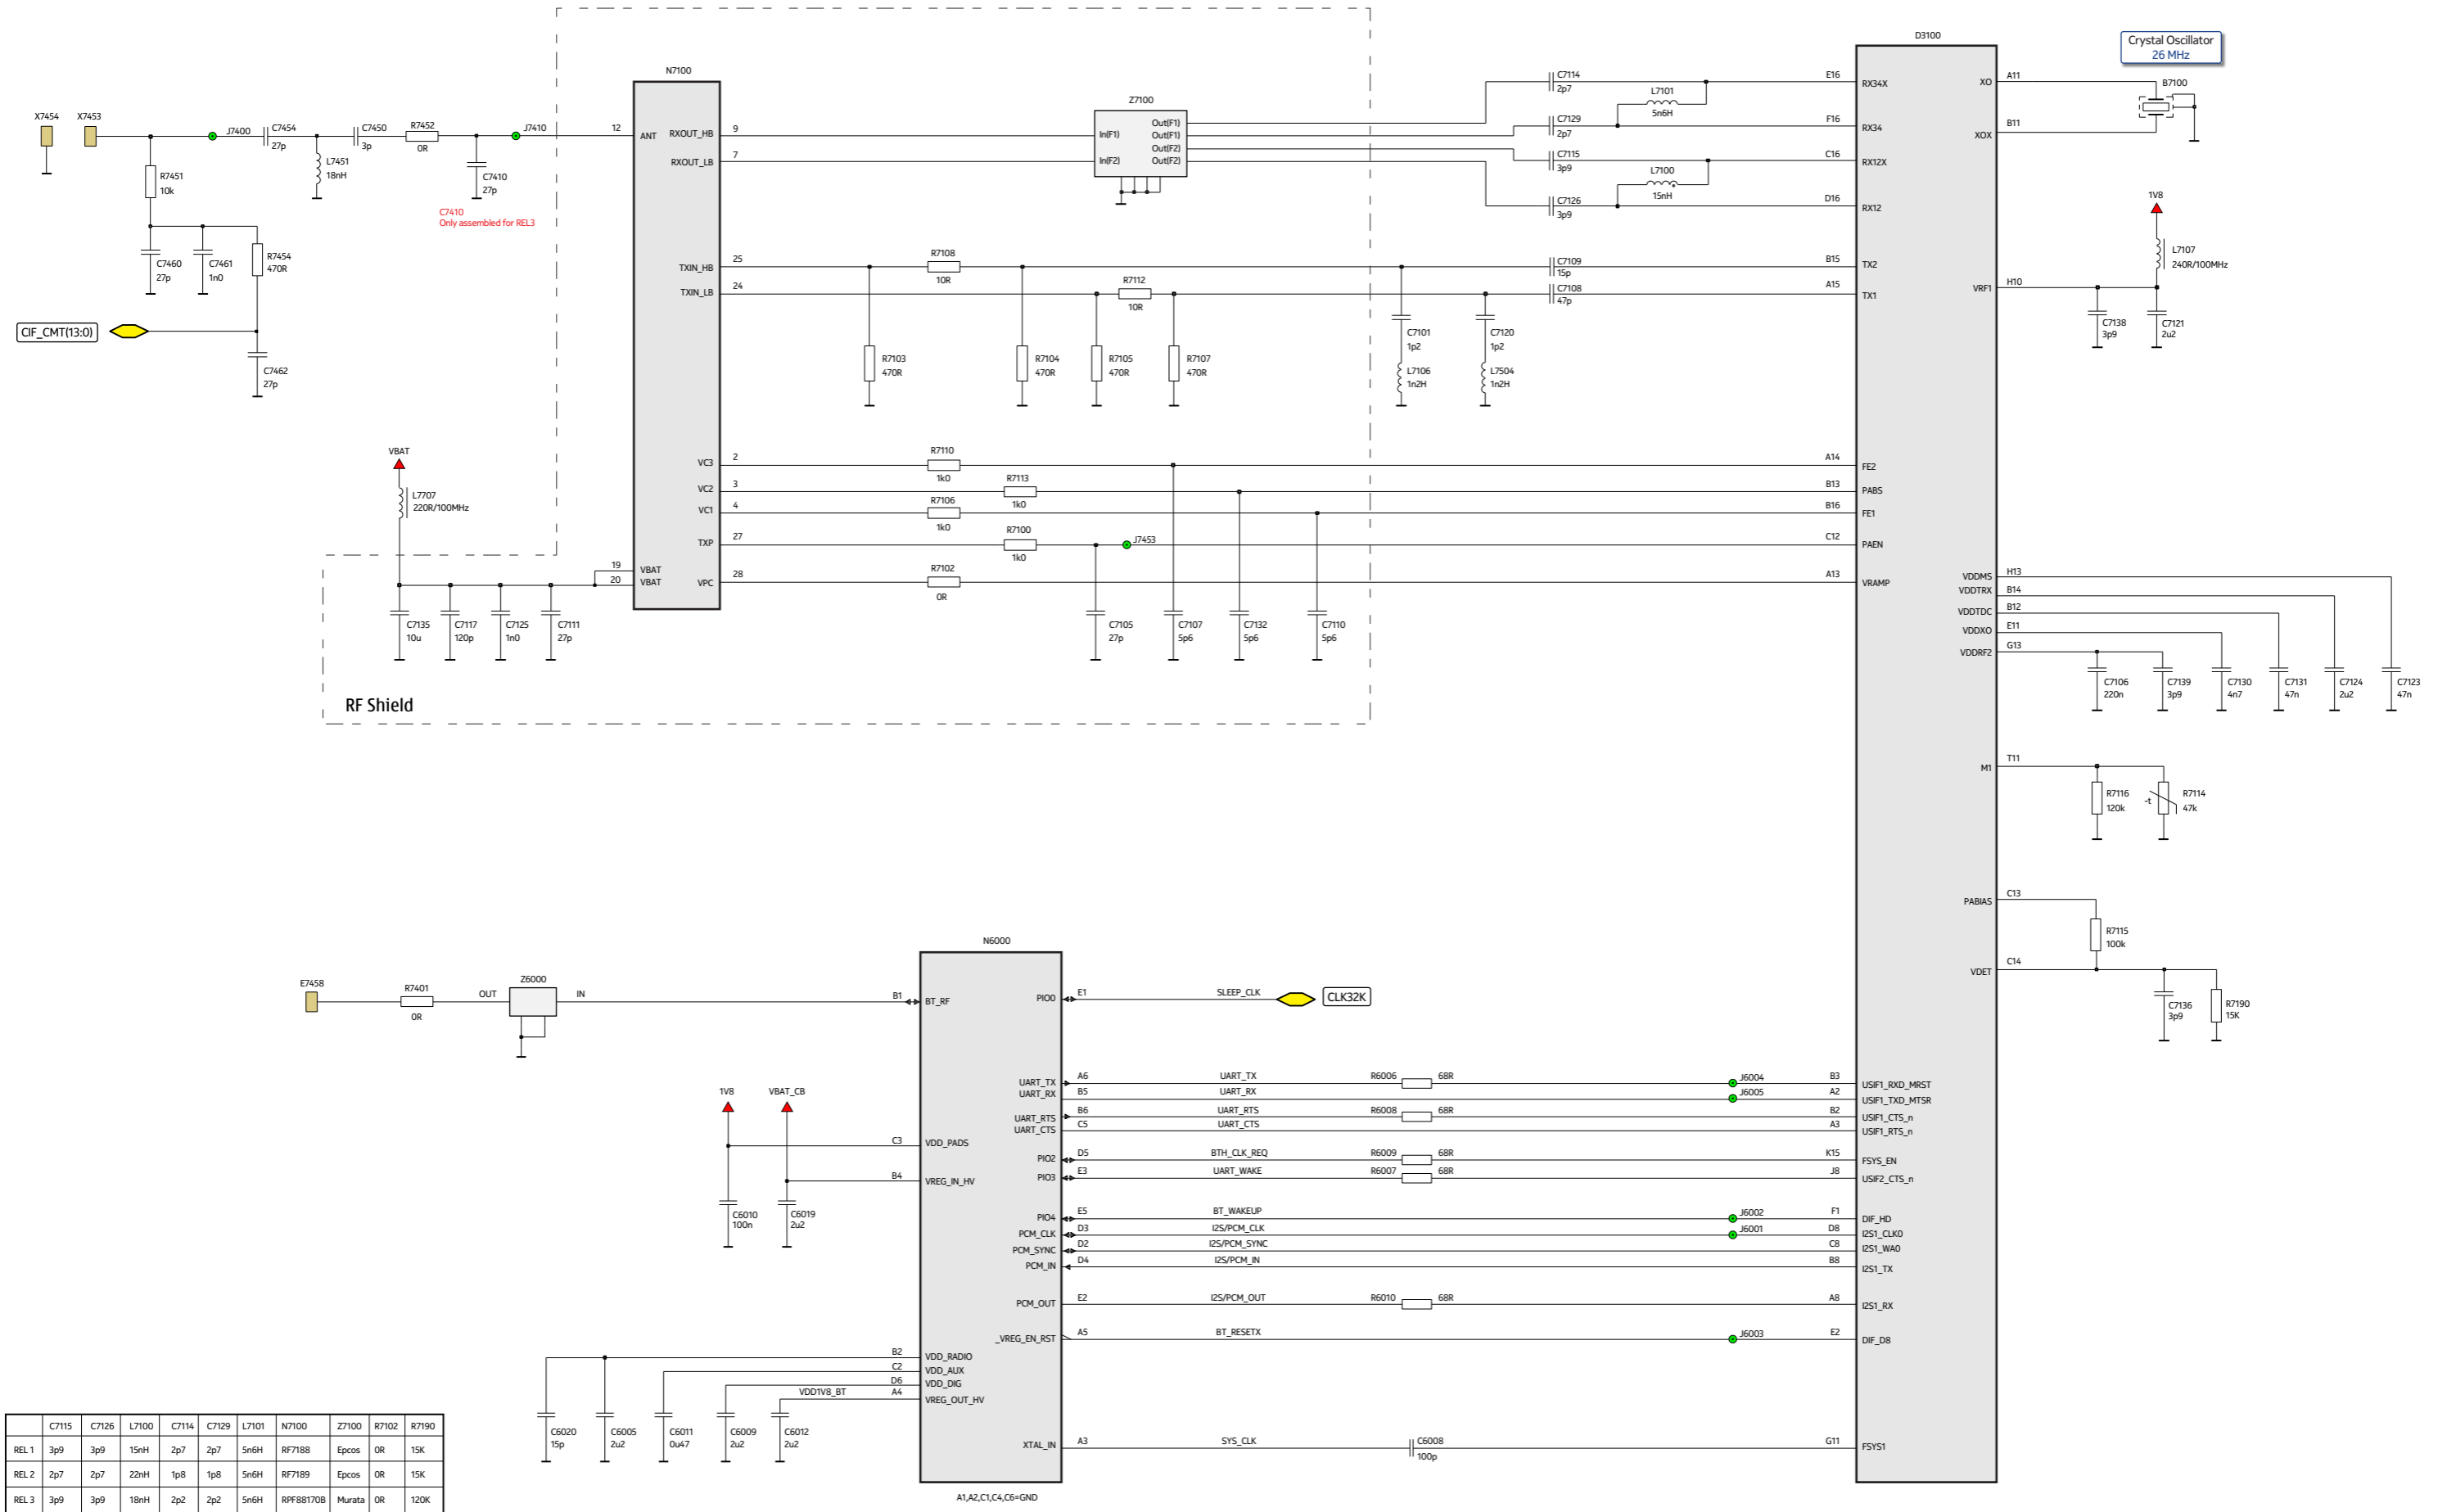 D3100
Crystal Oscillator
26 MHz
B7100
XO
A11
XOX
B11
1V8
L7107
240R/100MHz
VRF1
H10
C7138
3p9
C7121
2u2
N7100
X7454
X7453
J7400
C7454
27p
L7451
18nH
C7450
3p
R7452
0R
J7410
C7410
27p
C7410
Only assembled for REL3
R7451
10k
C7460
27p
C7461
1n0
R7454
470R
CIF_CMT(13:0)
C7462
27p
12
ANT
RXOUT_HB
9
RXOUT_LB
7
Z7100
In(F1)
In(F2)
Out(F1)
Out(F1)
Out(F2)
Out(F2)
C7114
2p7
L7101
5n6H
C7129
2p7
C7115
3p9
L7100
15nH
C7126
3p9
E16
RX34X
F16
RX34
C16
RX12X
D16
RX12
TXIN_HB
25
R7108
10R
TXIN_LB
24
R7112
10R
C7109
15p
B15
TX2
C7108
47p
A15
TX1
R7103
470R
R7104
470R
R7105
470R
R7107
470R
C7101
1p2
L7106
1n2H
C7120
1p2
L7504
1n2H
VBAT
L7707
220R/100MHz
VC3
2
R7110
1k0
A14
FE2
VC2
3
R7113
1k0
B13
PABS
VC1
4
R7106
1k0
B16
FE1
TXP
27
R7100
1k0
J7453
C12
PAEN
19
VBAT
20
VBAT
VPC
28
R7102
0R
A13
VRAMP
C7135
10u
C7117
120p
C7125
1n0
C7111
27p
C7105
27p
C7107
5p6
C7132
5p6
C7110
5p6
RF Shield
VDDMS
H13
VDDTRX
B14
VDDTDC
B12
VDDXO
E11
VDDRF2
G13
C7106
220n
C7139
3p9
C7130
4n7
C7131
47n
C7124
2u2
C7123
47n
M1
T11
R7116
120k
-t
R7114
47k
PABIAS
C13
R7115
100k
VDET
C14
C7136
3p9
R7190
15K
N6000
E7458
R7401
0R
OUT
Z6000
IN
B1
BT_RF
PIO0
E1
SLEEP_CLK
CLK32K
1V8
VBAT_CB
C3
VDD_PADS
B4
VREG_IN_HV
C6010
100n
C6019
2u2
UART_TX
A6
UART_TX
R6006
68R
J6004
B3
USIF1_RXD_MRST
UART_RX
B5
UART_RX
J6005
A2
USIF1_TXD_MTSR
UART_RTS
B6
UART_RTS
R6008
68R
B2
USIF1_CTS_n
UART_CTS
C5
UART_CTS
A3
USIF1_RTS_n
PIO2
D5
BTH_CLK_REQ
R6009
68R
K15
FSYS_EN
PIO3
E3
UART_WAKE
R6007
68R
J8
USIF2_CTS_n
PIO4
E5
BT_WAKEUP
J6002
F1
DIF_HD
PCM_CLK
D3
I2S/PCM_CLK
J6001
D8
I2S1_CLK0
PCM_SYNC
D2
I2S/PCM_SYNC
C8
I2S1_WA0
PCM_IN
D4
I2S/PCM_IN
B8
I2S1_TX
PCM_OUT
E2
I2S/PCM_OUT
R6010
68R
A8
I2S1_RX
_VREG_EN_RST
A5
BT_RESETX
J6003
E2
DIF_D8
B2
VDD_RADIO
C2
VDD_AUX
D6
VDD_DIG
VDD1V8_BT
A4
VREG_OUT_HV
C6020
15p
C6005
2u2
C6011
0u47
C6009
2u2
C6012
2u2
XTAL_IN
A3
SYS_CLK
C6008
100p
G11
FSYS1
A1,A2,C1,C4,C6=GND
C7115 C7126 L7100 C7114 C7129 L7101 N7100 Z7100 R7102 R7190
REL 1 3p9 3p9 15nH 2p7 2p7 5n6H RF7188 Epcos 0R 15K
REL 2 2p7 2p7 22nH 1p8 1p8 5n6H RF7189 Epcos 0R 15K
REL 3 3p9 3p9 18nH 2p2 2p2 5n6H RPF88170B Murata 0R 120K